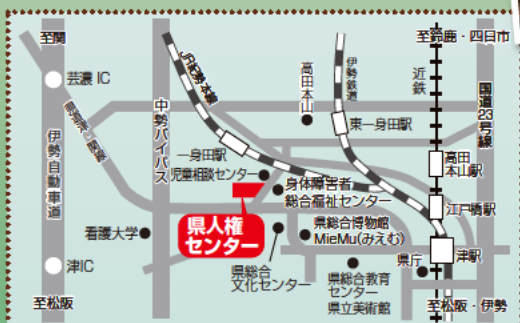 至関
至鈴鹿・四日市
芸濃IC
JR紀勢本線
高田本山
伊勢鉄道
近鉄
国道23号線
県道津・関線
中勢バイパス
伊勢自動車道
東一身田駅
一身田駅
児童相談センター
高田
本山駅
身体障害者
総合福祉センター
江戸橋駅
県人権
センター
看護大学
県総合博物館
MieMu(みえむ)
津駅
県総合
文化センター
県庁
津IC
県総合教育
センター
県立美術館
至松阪
至松阪・伊勢